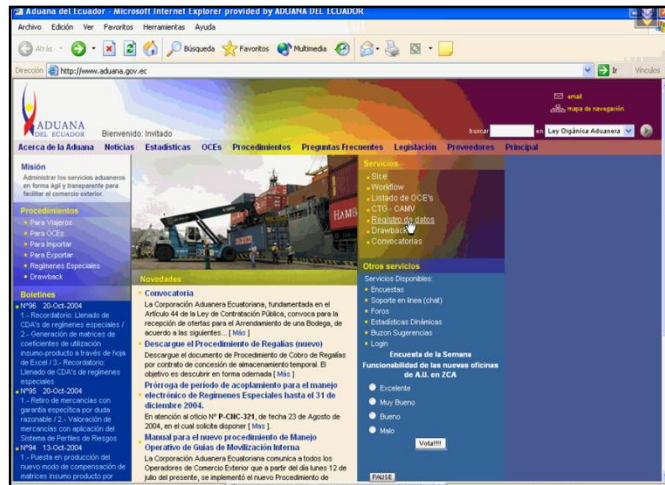 Aduana del Ecuador - Microsoft Internet Explorer provided by ADUANA DEL ECUADOR
Archivo Edición Ver Favoritos Herramientas Ayuda
Atrás Búsqueda Favoritos Multimedia
Dirección http://www.aduana.gov.ec Ir Vínculos
email
mapa de navegación
ADUANA
DEL ECUADOR
Bienvenido: Invitado
buscar en Ley Orgánica Aduanera
Acerca de la Aduana Noticias Estadísticas OCEs Procedimientos Preguntas Frecuentes Legislación Proveedores Principal
Misión
Administrar los servicios aduaneros
en forma ágil y transparente para
facilitar el comercio exterior.
Procedimientos
Para Viajeros
Para OCEs
Para Importar
Para Exportar
Regímenes Especiales
Drawback
Boletines
Nº96 20-Oct-2004
1.- Recordatorio: Llenado de
CDA's de regímenes especiales /
2.- Generación de matrices de
coeficientes de utilización
insumo-producto a través de hoja
de Excel / 3.- Recordatorio:
Llenado de CDA's de regímenes
especiales
Nº95 20-Oct-2004
1.- Retiro de mercancías con
garantía específica por duda
razonable / 2.- Valoración de
mercancías con aplicación del
Sistema de Perfiles de Riesgos
Nº94 13-Oct-2004
1.- Puesta en producción del
nuevo modo de compensación de
matrices insumo producto por
HAMB
Novedades
Convocatoria
La Corporación Aduanera Ecuatoriana, fundamentada en el
Artículo 44 de la Ley de Contratación Pública, convoca para la
recepción de ofertas para el Arrendamiento de una Bodega, de
acuerdo a las siguientes... [ Más ]
Descargue el Procedimiento de Regalías (nuevo)
Descargue el documento de Procedimiento de Cobro de Regalías
por contrato de concesión de almacenamiento temporal. El
objetivo es descubrir en forma odernada [ Mas ]
Prórroga de período de acoplamiento para el manejo
electrónico de Regímenes Especiales hasta el 31 de
diciembre 2004.
En atención al oficio Nº P-CNC-321, de fecha 23 de Agosto de
2004, en el cual solicita disponer [ Mas ].
Manual para el nuevo procedimiento de Manejo
Operativo de Guías de Movilización Interna
La Corporación Aduanera Ecuatoriana comunica a todos los
Operadores de Comercio Exterior que a partir del día lunes 12 de
julio del presente, se implementó el nuevo Procedimiento de
Servicios
Sice
Workflow
Listado de OCE's
CTG - CAMV
Registro de datos
Drawback
Convocatorias
Otros servicios
Servicios Disponibles:
Encuestas
Soporte en línea (chat)
Foros
Estadísticas Dinámicas
Buzon Sugerencias
Login
Encuesta de la Semana
Funcionabilidad de las nuevas oficinas
de A.U. en ZCA
Excelente
Muy Bueno
Bueno
Malo
Vota!!!!
PAUSE